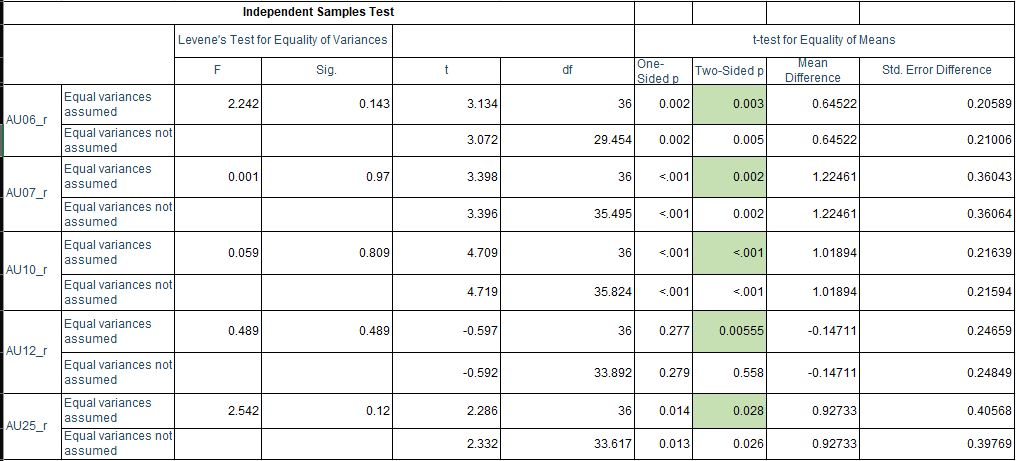 Independent Samples Test
Levene's Test for Equality of Variances t-test for Equality of Means
F Sig. t df One-Sided p Two-Sided p Mean Difference Std. Error Difference
AU06_r Equal variances assumed 2.242 0.143 3.134 36 0.002 0.003 0.64522 0.20589
Equal variances not assumed 3.072 29.454 0.002 0.005 0.64522 0.21006
AU07_r Equal variances assumed 0.001 0.97 3.398 36 <.001 0.002 1.22461 0.36043
Equal variances not assumed 3.396 35.495 <.001 0.002 1.22461 0.36064
AU10_r Equal variances assumed 0.059 0.809 4.709 36 <.001 <.001 1.01894 0.21639
Equal variances not assumed 4.719 35.824 <.001 <.001 1.01894 0.21594
AU12_r Equal variances assumed 0.489 0.489 -0.597 36 0.277 0.00555 -0.14711 0.24659
Equal variances not assumed -0.592 33.892 0.279 0.558 -0.14711 0.24849
AU25_r Equal variances assumed 2.542 0.12 2.286 36 0.014 0.028 0.92733 0.40568
Equal variances not assumed 2.332 33.617 0.013 0.026 0.92733 0.39769